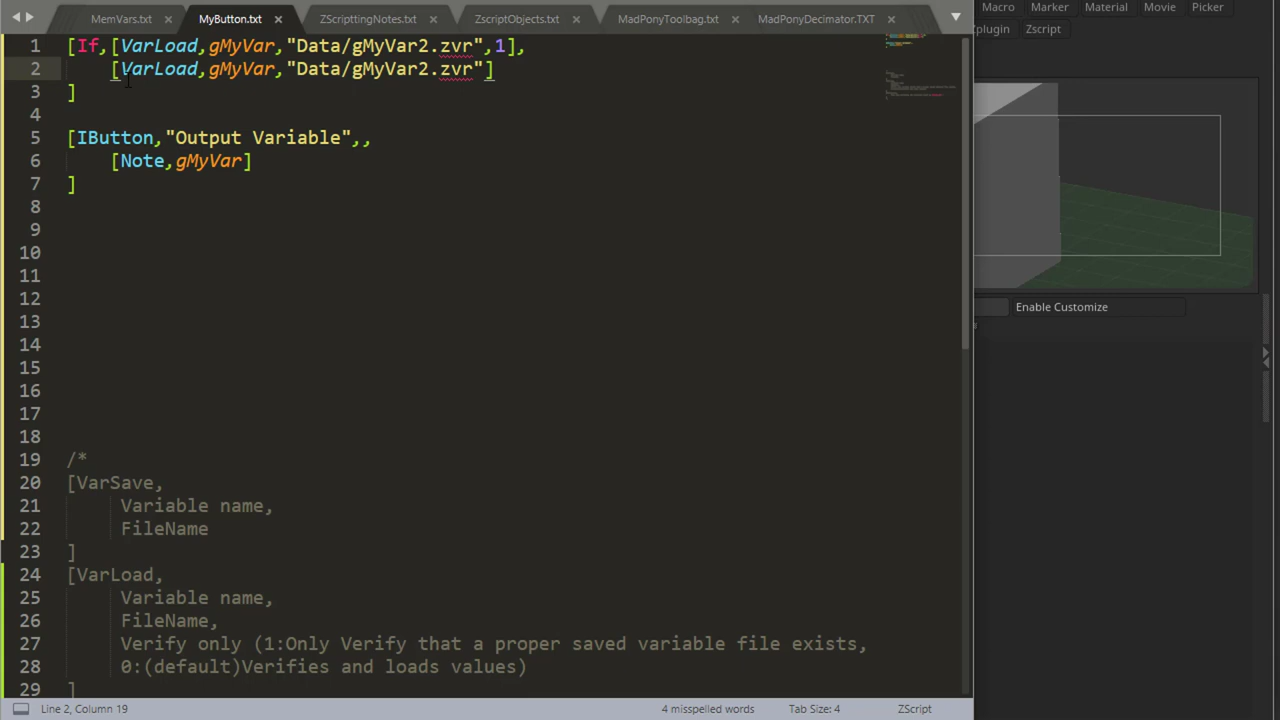 MemVars.txt × MyButton.txt × ZScripttingNotes.txt × ZscriptObjects.txt × MadPonyToolbag.txt × MadPonyDecimator.TXT ×
Macro Marker Material Movie Picker
Zscript
1 [If,[VarLoad,gMyVar,"Data/gMyVar2.zvr",1],
2 [VarLoad,gMyVar,"Data/gMyVar2.zvr"]
3 ]
4
5 [IButton,"Output Variable",,
6 [Note,gMyVar]
7 ]
8
9
10
11
12
13
14
15
16
17
18
19 /*
20 [VarSave,
21 Variable name,
22 FileName
23 ]
24 [VarLoad,
25 Variable name,
26 FileName,
27 Verify only (1:Only Verify that a proper saved variable file exists,
28 0:(default)Verifies and loads values)
29 ]
Enable Customize
Line 2, Column 19 4 misspelled words Tab Size: 4 ZScript